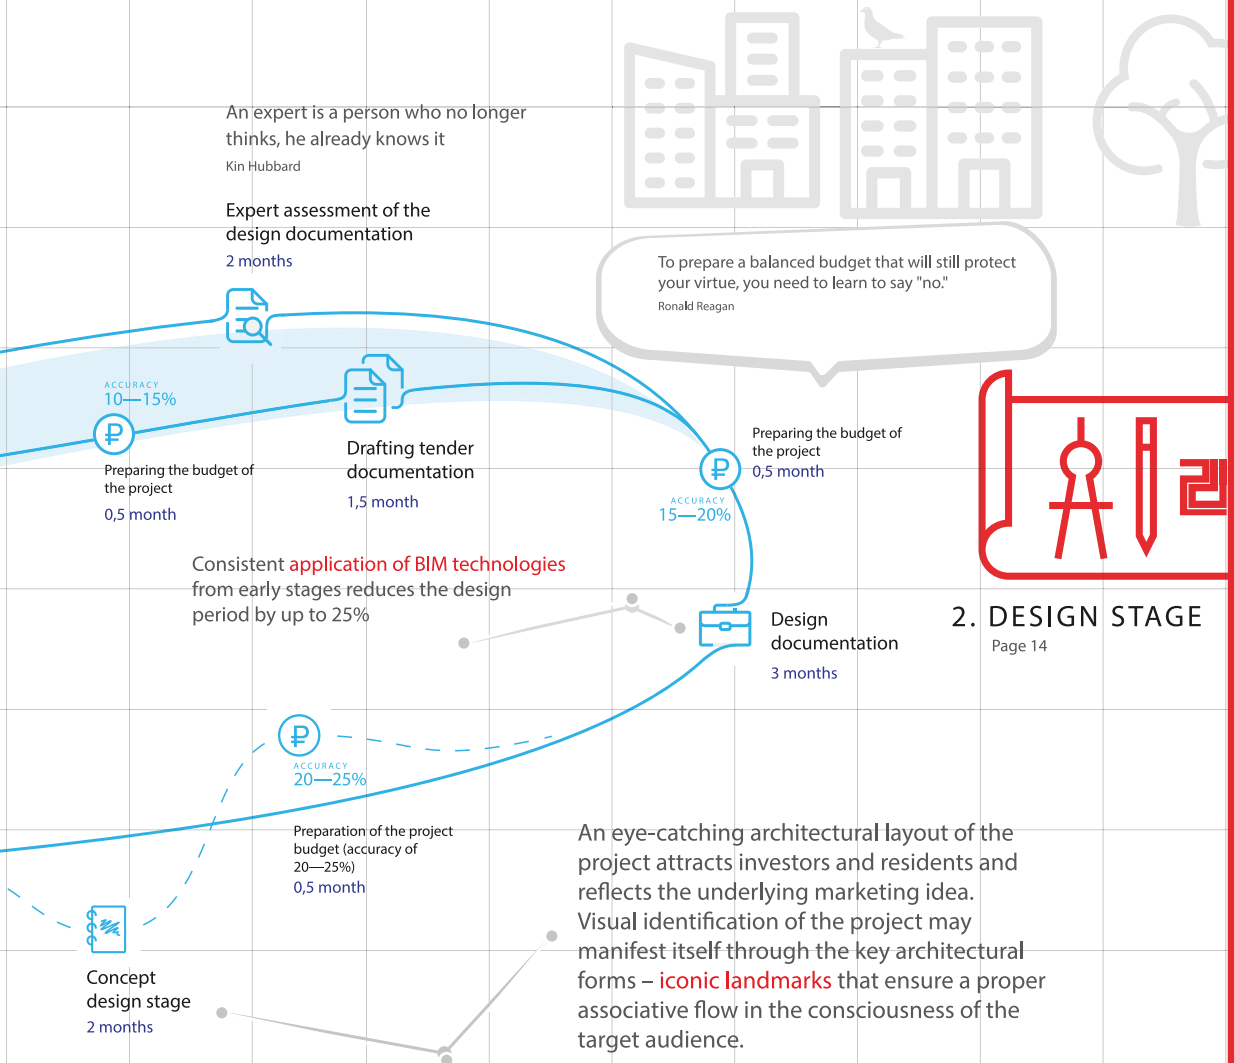 An expert is a person who no longer
thinks, he already knows it
Kin Hubbard
Expert assessment of the
design documentation
2 months
To prepare a balanced budget that will still protect
your virtue, you need to learn to say "no."
Ronald Reagan
ACCURACY
10—15%
Preparing the budget of
the project
0,5 month
Drafting tender
documentation
1,5 month
Preparing the budget of
the project
0,5 month
ACCURACY
15—20%
Consistent application of BIM technologies
from early stages reduces the design
period by up to 25%
Design
documentation
3 months
2. DESIGN STAGE
Page 14
ACCURACY
20—25%
Preparation of the project
budget (accuracy of
20—25%)
0,5 month
Concept
design stage
2 months
An eye-catching architectural layout of the
project attracts investors and residents and
reflects the underlying marketing idea.
Visual identification of the project may
manifest itself through the key architectural
forms – iconic landmarks that ensure a proper
associative flow in the consciousness of the
target audience.